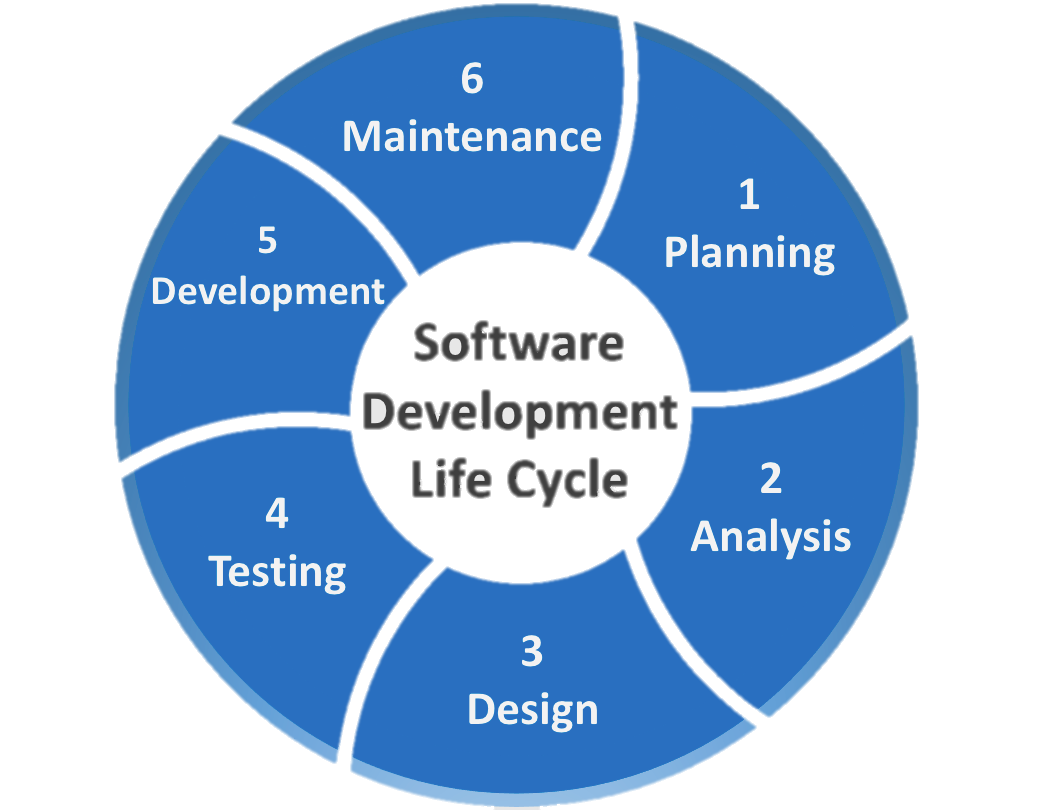 Software
Development
Life Cycle
1
Planning
2
Analysis
3
Design
4
Testing
5
Development
6
Maintenance